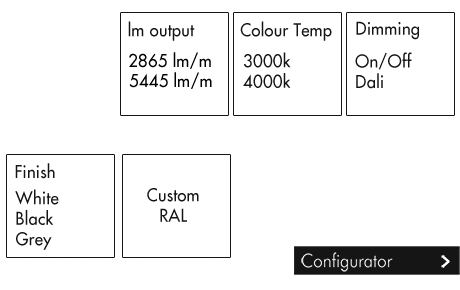 lm output
2865 lm/m
5445 lm/m
Colour Temp
3000k
4000k
Dimming
On/Off
Dali
Finish
White
Black
Grey
Custom
RAL
Configurator >